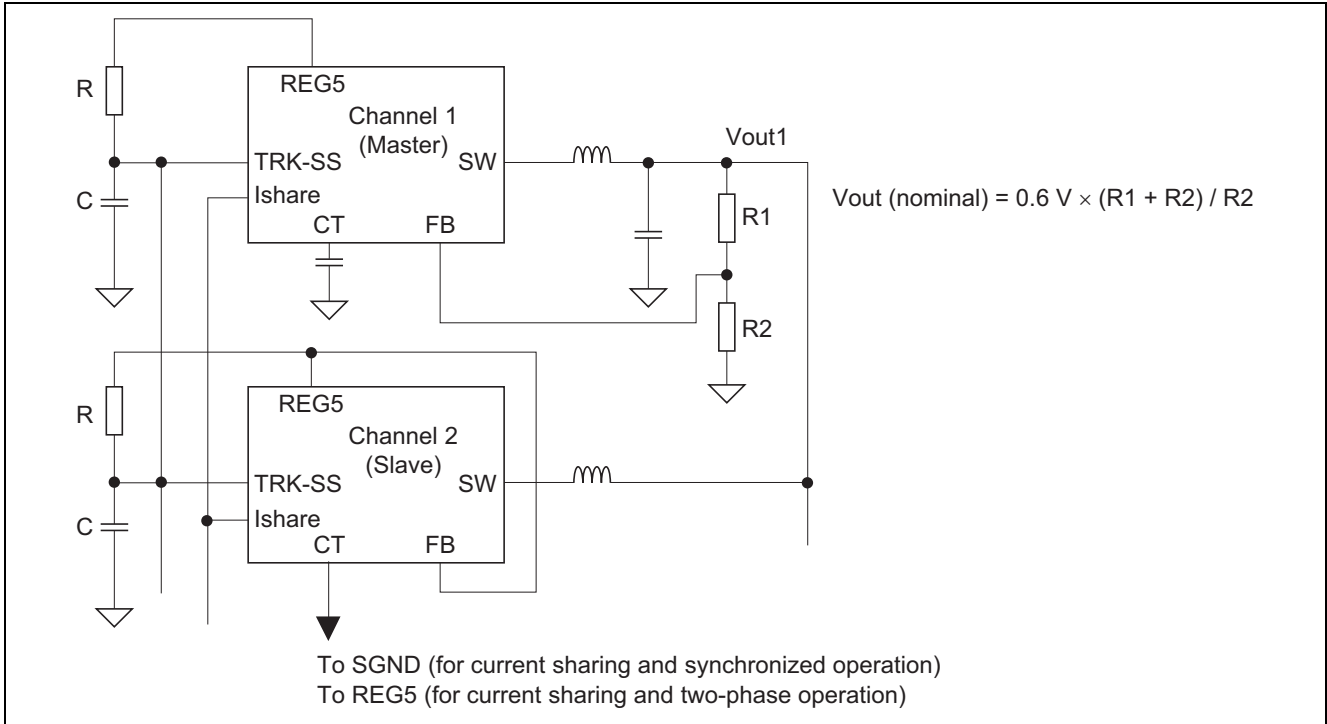 REG5
R
Channel 1
(Master)
Vout1
TRK-SS
SW
Ishare
C
R1
Vout (nominal) = 0.6 V × (R1 + R2) / R2
CT
FB
R2
REG5
R
Channel 2
(Slave)
TRK-SS
SW
Ishare
C
CT
FB
To SGND (for current sharing and synchronized operation)
To REG5 (for current sharing and two-phase operation)